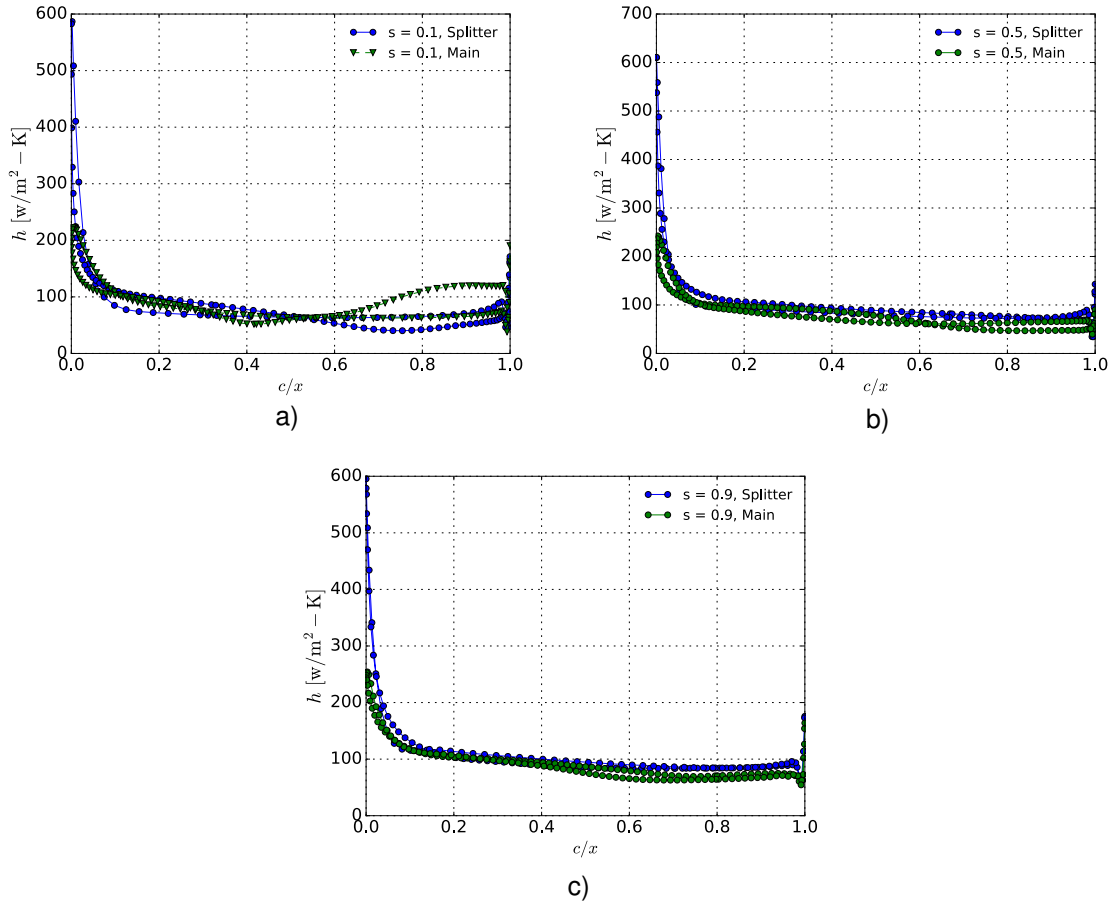 600
500
400
300
200
100
0
h [w/m² − K]
s = 0.1, Splitter
s = 0.1, Main
0.0 0.2 0.4 0.6 0.8 1.0
c/x
a)
700
600
500
400
300
200
100
0
h [w/m² − K]
s = 0.5, Splitter
s = 0.5, Main
0.0 0.2 0.4 0.6 0.8 1.0
c/x
b)
600
500
400
300
200
100
0
h [w/m² − K]
s = 0.9, Splitter
s = 0.9, Main
0.0 0.2 0.4 0.6 0.8 1.0
c/x
c)